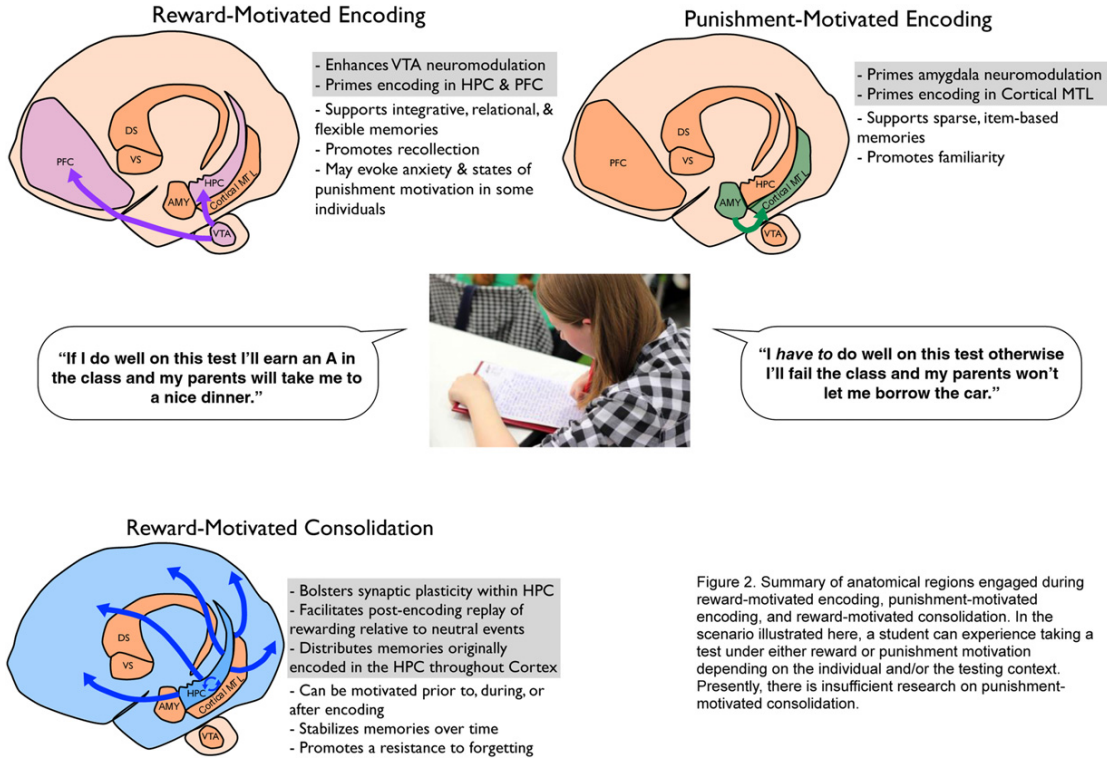 Reward-Motivated Encoding
DS
VS
PFC
HPC
AMY
Cortical MTL
VTA
- Enhances VTA neuromodulation
- Primes encoding in HPC & PFC
- Supports integrative, relational, &
flexible memories
- Promotes recollection
- May evoke anxiety & states of
punishment motivation in some
individuals
Punishment-Motivated Encoding
DS
VS
PFC
HPC
AMY
Cortical MTL
VTA
- Primes amygdala neuromodulation
- Primes encoding in Cortical MTL
- Supports sparse, item-based
memories
- Promotes familiarity
“If I do well on this test I’ll earn an A in
the class and my parents will take me to
a nice dinner.”
“I have to do well on this test otherwise
I’ll fail the class and my parents won’t
let me borrow the car.”
Reward-Motivated Consolidation
DS
VS
HPC
AMY
Cortical MTL
VTA
- Bolsters synaptic plasticity within HPC
- Facilitates post-encoding replay of
rewarding relative to neutral events
- Distributes memories originally
encoded in the HPC throughout Cortex
- Can be motivated prior to, during, or
after encoding
- Stabilizes memories over time
- Promotes a resistance to forgetting
Figure 2. Summary of anatomical regions engaged during
reward-motivated encoding, punishment-motivated
encoding, and reward-motivated consolidation. In the
scenario illustrated here, a student can experience taking a
test under either reward or punishment motivation
depending on the individual and/or the testing context.
Presently, there is insufficient research on punishment-
motivated consolidation.